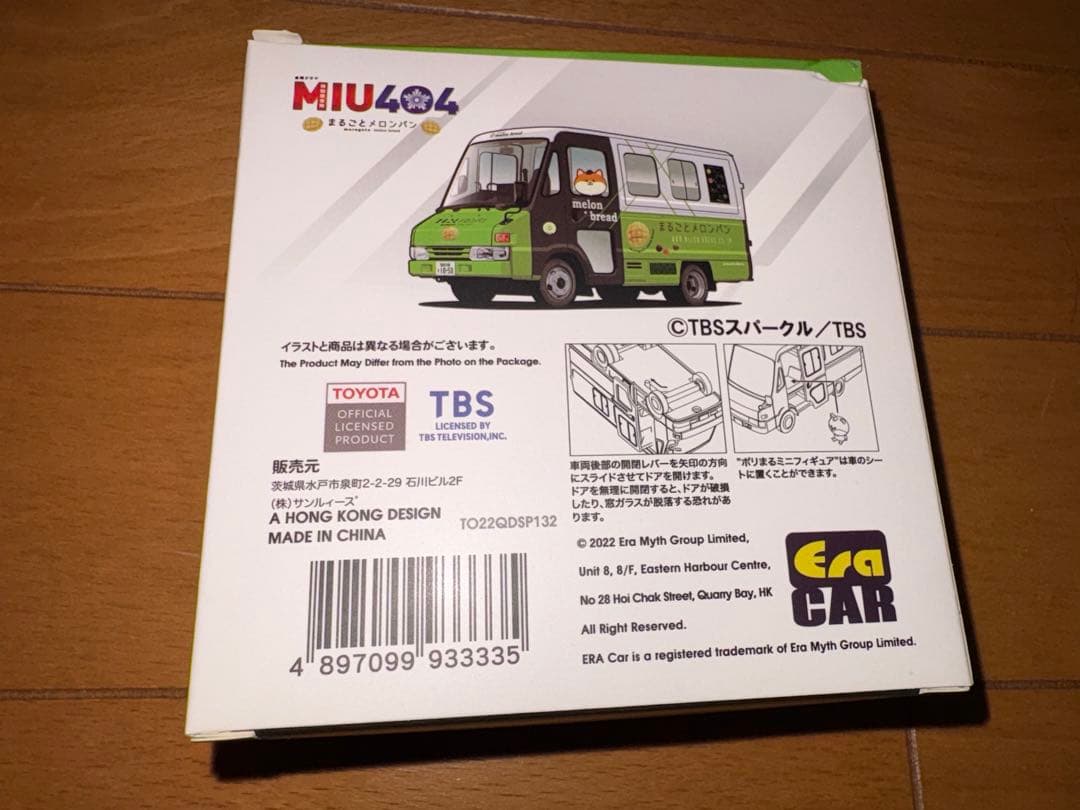 MIU404
まるごとメロンパン
melon bread
melon
bread
まるごとメロンパン
©TBSスパークル/TBS
イラストと商品は異なる場合がございます。
The Product May Differ from the Photo on the Package.
TOYOTA
OFFICIAL
LICENSED
PRODUCT
TBS
LICENSED BY
TBS TELEVISION,INC.
車両後部の開閉レバーを矢印の方向
にスライドさせてドアを開けます。
ドアを無理に開閉すると、ドアが破損
したり、窓ガラスが脱落する恐れがあ
ります。
"ポリまるミニフィギュア"は車のシー
トに置くことができます。
販売元
茨城県水戸市泉町2-2-29 石川ビル2F
(株)サンルィーズ
A HONG KONG DESIGN
MADE IN CHINA
TO22QDSP132
4 897099 933335
© 2022 Era Myth Group Limited,
Unit 8, 8/F, Eastern Harbour Centre,
No 28 Hoi Chak Street, Quarry Bay, HK
All Right Reserved.
ERA Car is a registered trademark of Era Myth Group Limited.
Era
CAR